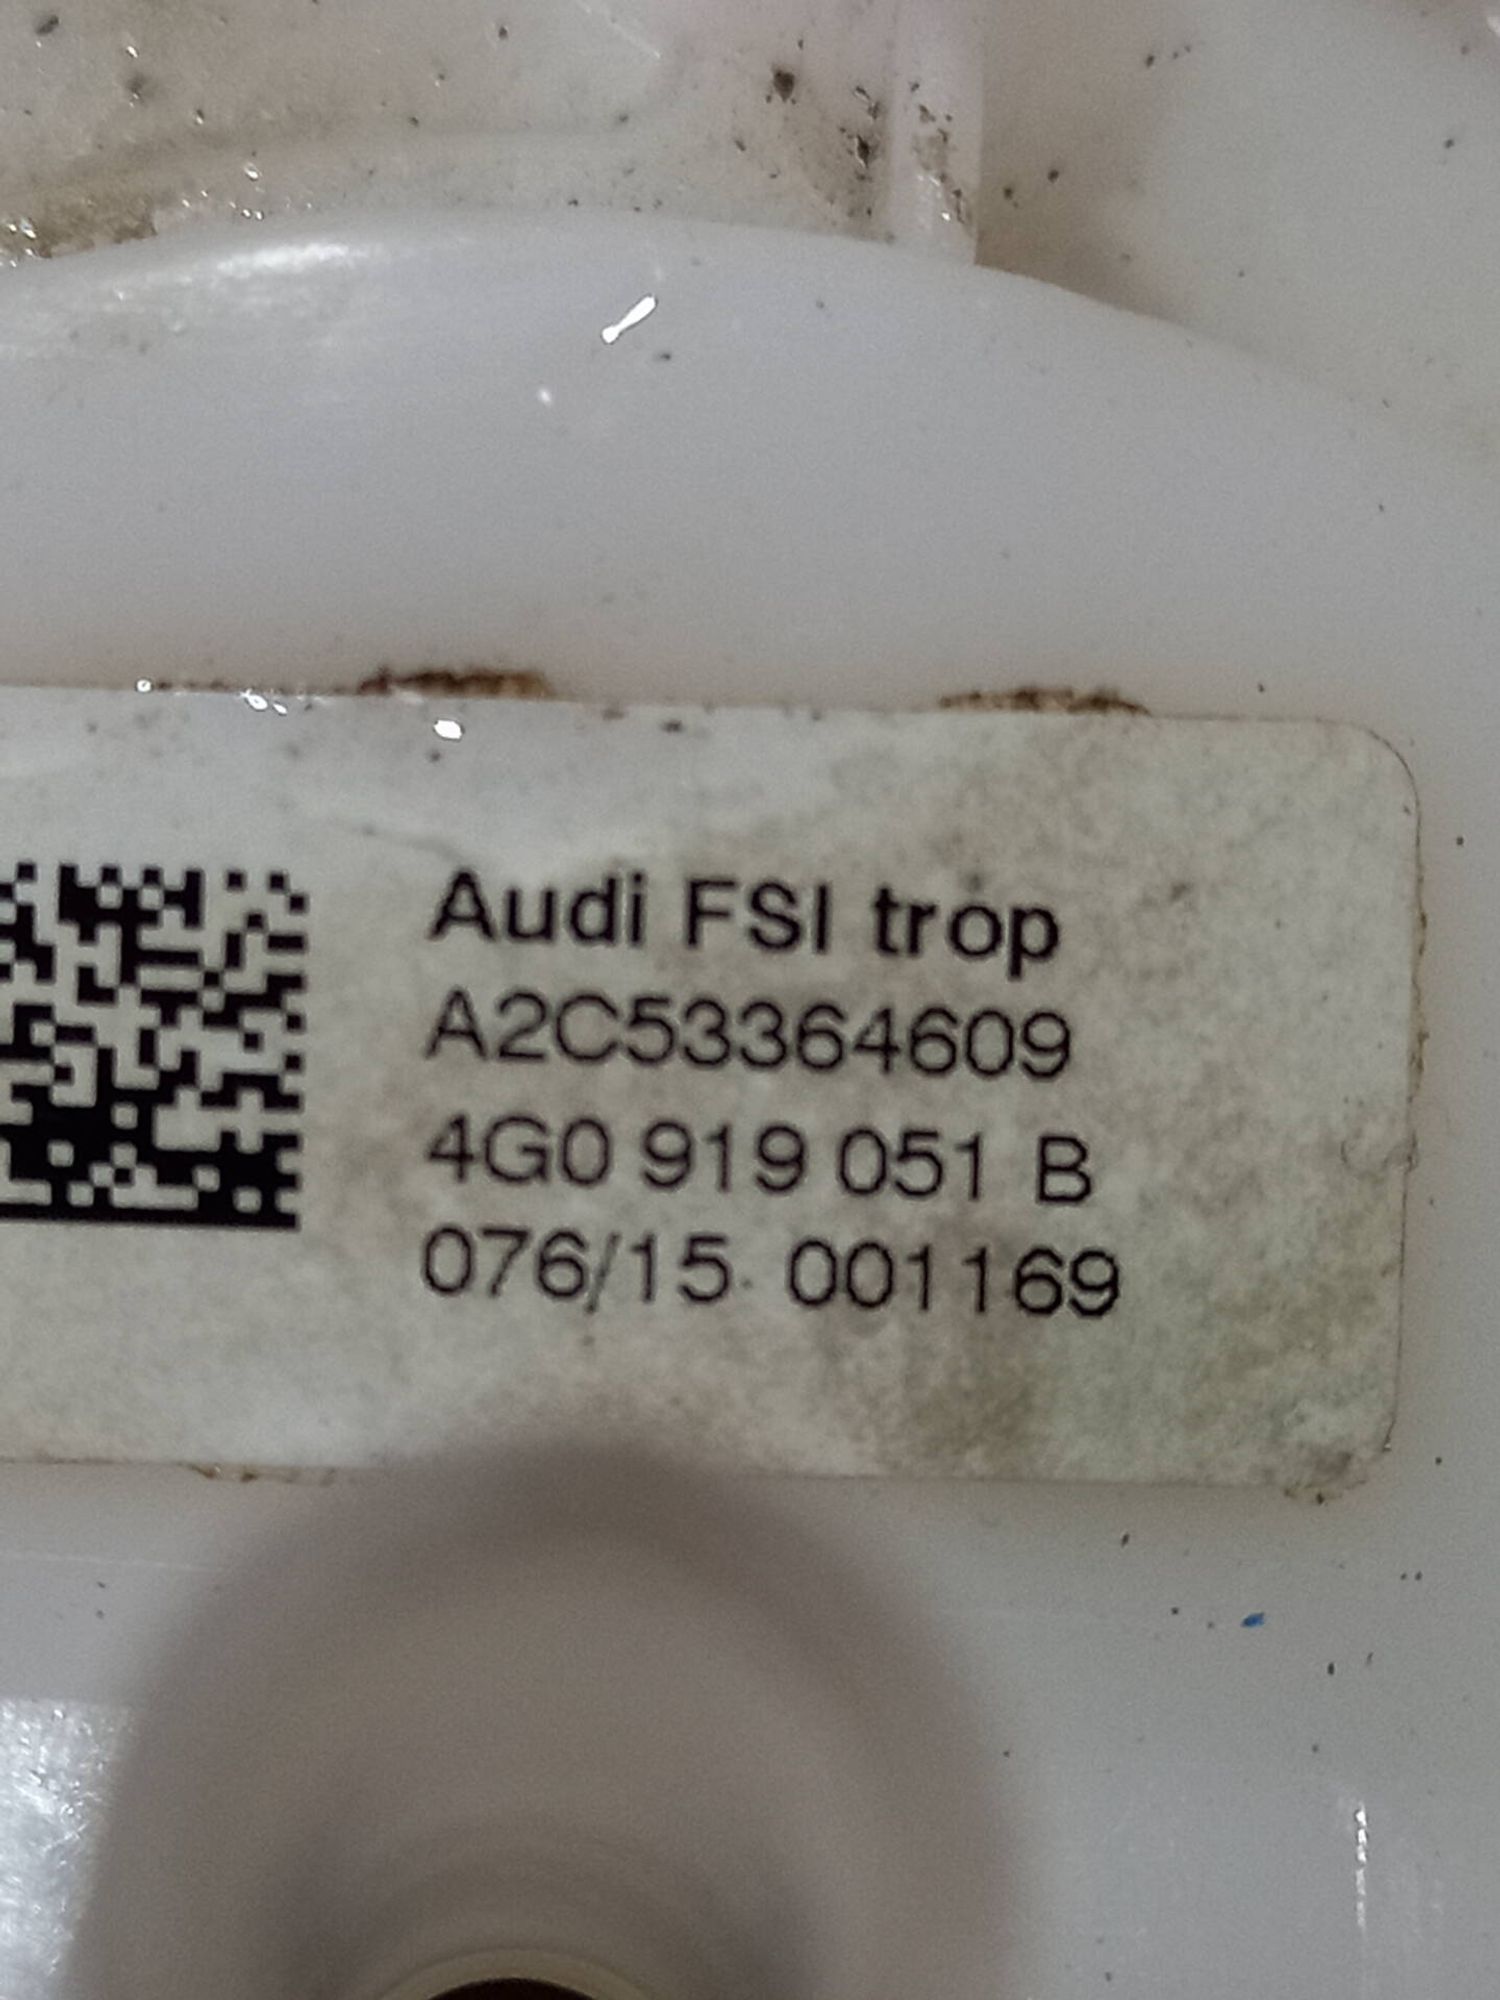 Audi FSI trop
A2C53364609
4G0 919 051 B
076/15 001169